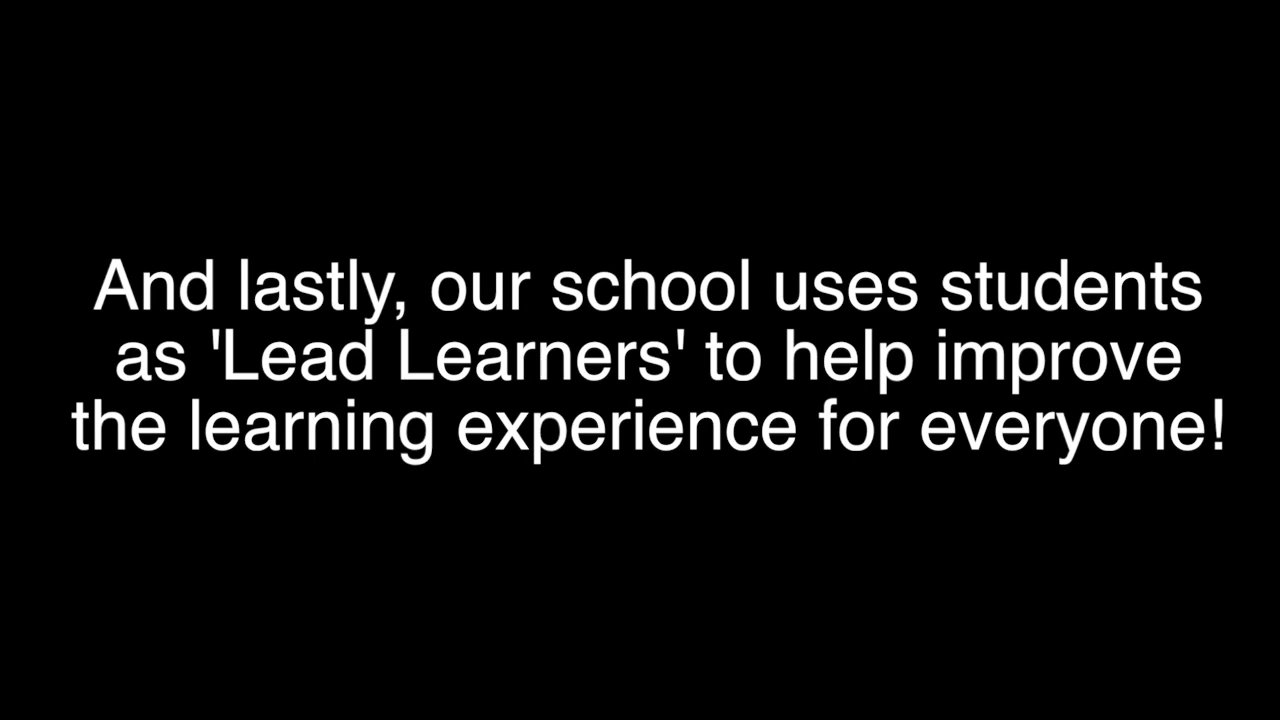 And lastly, our school uses students
as 'Lead Learners' to help improve
the learning experience for everyone!